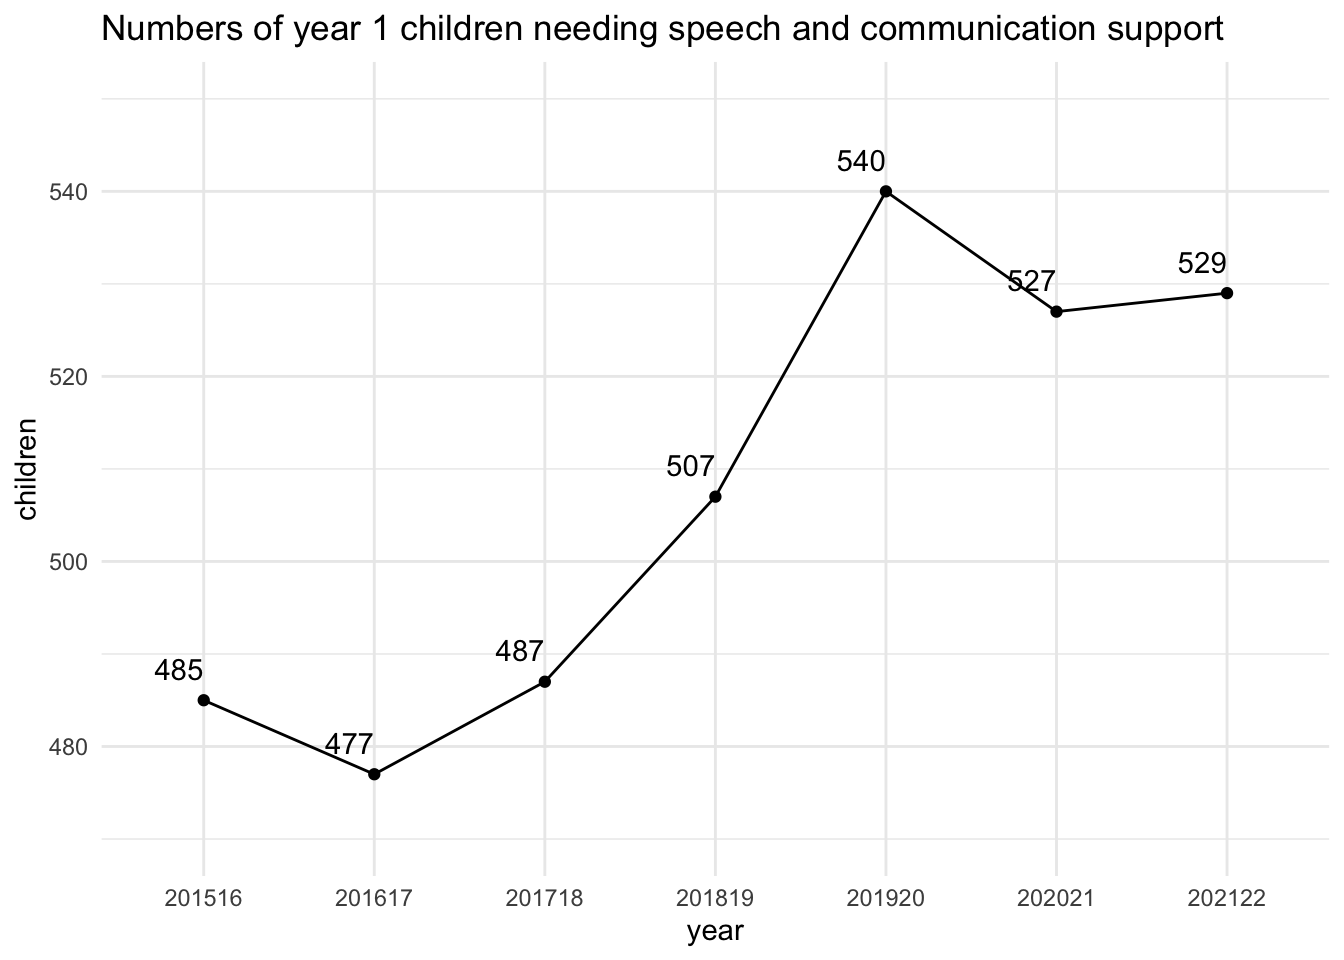 Numbers of year 1 children needing speech and communication support
540
540
527
529
520
children
507
500
487
485
477
480
201516 201617 201718 201819 201920 202021 202122
year